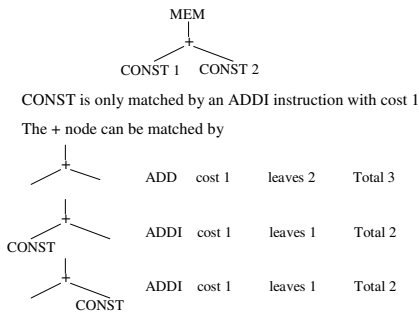 MEM
+
CONST 1 CONST 2
CONST is only matched by an ADDI instruction with cost 1
The + node can be matched by
+ ADD cost 1 leaves 2 Total 3
+ ADDI cost 1 leaves 1 Total 2
CONST
+ ADDI cost 1 leaves 1 Total 2
CONST